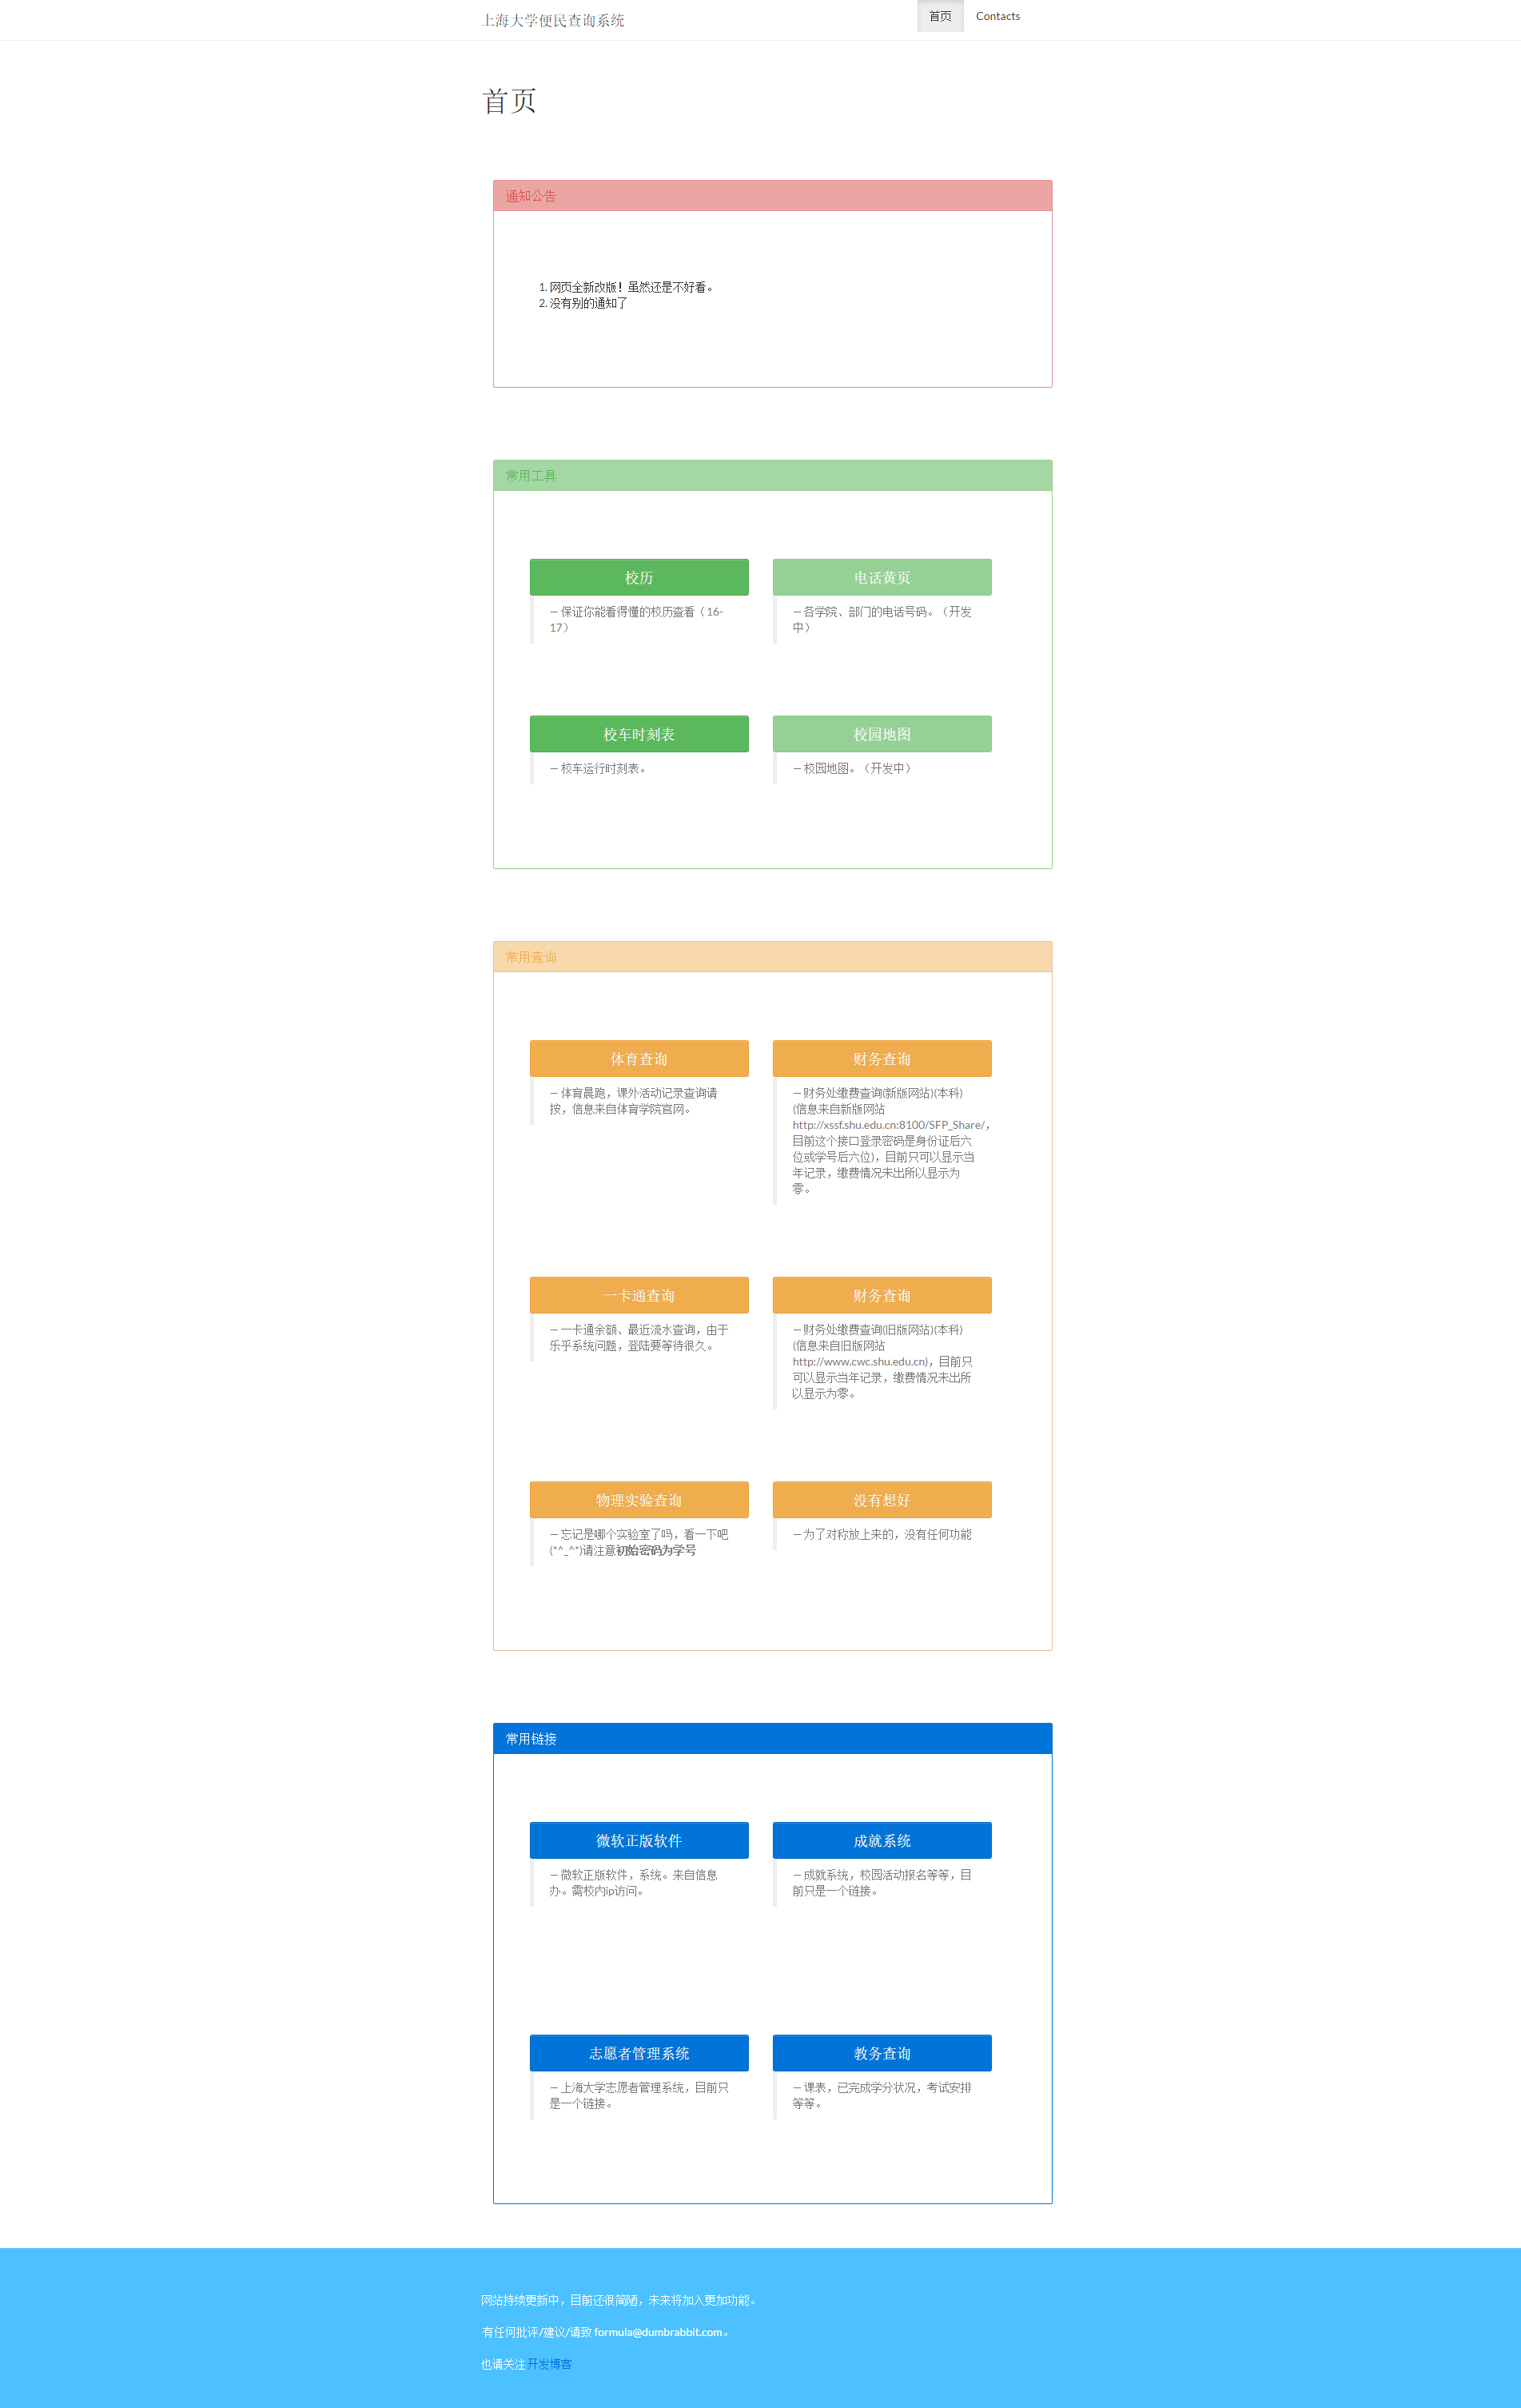 上海大学便民查询系统
首页
Contacts
首页
通知公告
1. 网页全新改版！虽然还是不好看。
2. 没有别的通知了
常用工具
校历
— 保证你能看得懂的校历查看（16-
17）
电话黄页
— 各学院、部门的电话号码。（开发
中）
校车时刻表
— 校车运行时刻表。
校园地图
— 校园地图。（开发中）
常用查询
体育查询
— 体育晨跑，课外活动记录查询请
按，信息来自体育学院官网。
财务查询
— 财务处缴费查询(新版网站)(本科)
(信息来自新版网站
http://xssf.shu.edu.cn:8100/SFP_Share/，
目前这个接口登录密码是身份证后六
位或学号后六位)，目前只可以显示当
年记录，缴费情况未出所以显示为
零。
一卡通查询
— 一卡通余额、最近流水查询，由于
乐乎系统问题，登陆要等待很久。
财务查询
— 财务处缴费查询(旧版网站)(本科)
(信息来自旧版网站
http://www.cwc.shu.edu.cn)，目前只
可以显示当年记录，缴费情况未出所
以显示为零。
物理实验查询
— 忘记是哪个实验室了吗，看一下吧
(*^_^*)请注意初始密码为学号
没有想好
— 为了对称放上来的，没有任何功能
常用链接
微软正版软件
— 微软正版软件，系统。来自信息
办。需校内ip访问。
成就系统
— 成就系统，校园活动报名等等，目
前只是一个链接。
志愿者管理系统
— 上海大学志愿者管理系统，目前只
是一个链接。
教务查询
— 课表，已完成学分状况，考试安排
等等。
网站持续更新中，目前还很简陋，未来将加入更加功能。
有任何批评/建议/请致 formula@dumbrabbit.com。
也请关注 开发博客